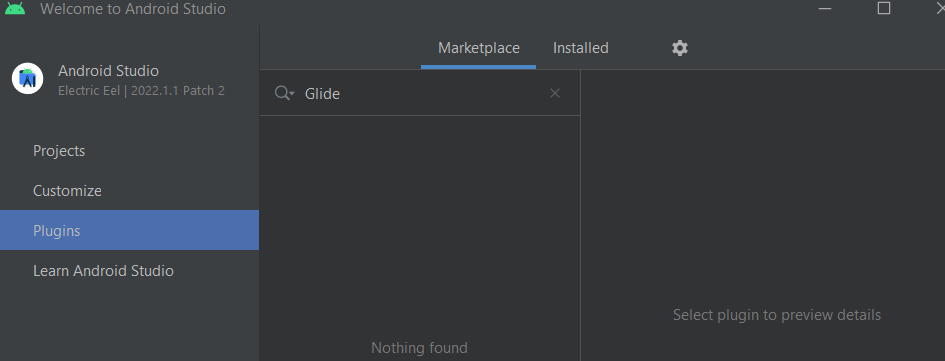 Welcome to Android Studio
Marketplace Installed
Android Studio
Electric Eel | 2022.1.1 Patch 2
Glide
Projects
Customize
Plugins
Learn Android Studio
Select plugin to preview details
Nothing found